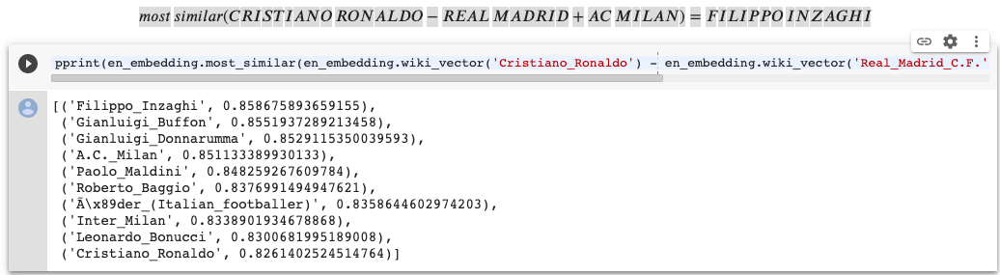 most similar(CRISTIANO RONALDO − REAL MADRID + AC MILAN) = FILIPPO INZAGHI
pprint(en_embedding.most_similar(en_embedding.wiki_vector('Cristiano_Ronaldo') - en_embedding.wiki_vector('Real_Madrid_C.F.'
[('Filippo_Inzaghi', 0.858675893659155),
('Gianluigi_Buffon', 0.8551937289213458),
('Gianluigi_Donnarumma', 0.8529115350039593),
('A.C._Milan', 0.851133389930133),
('Paolo_Maldini', 0.848259267609784),
('Roberto_Baggio', 0.8376991494947621),
('Ã\x89der_(Italian_footballer)', 0.8358644602974203),
('Inter_Milan', 0.8338901934678868),
('Leonardo_Bonucci', 0.8300681995189008),
('Cristiano_Ronaldo', 0.8261402524514764)]